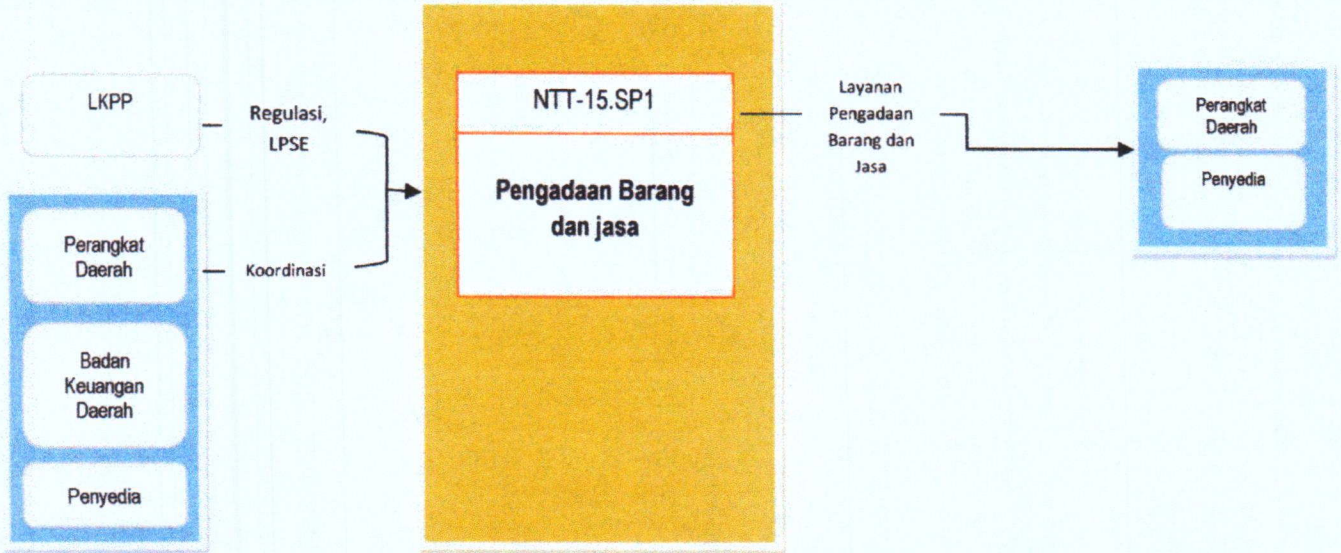 LKPP
Regulasi,
LPSE
Perangkat
Daerah
Koordinasi
Badan
Keuangan
Daerah
Penyedia
NTT-15.SP1
Pengadaan Barang
dan jasa
Layanan
Pengadaan
Barang dan
Jasa
Perangkat
Daerah
Penyedia